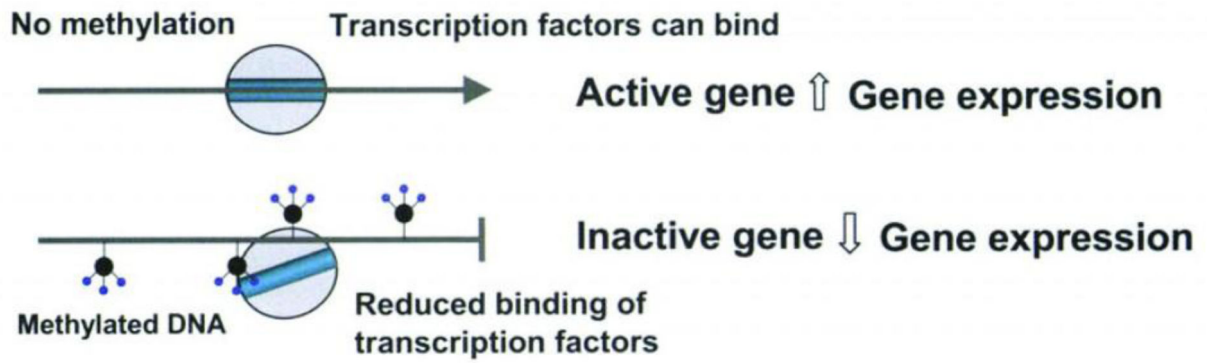 No methylation
Transcription factors can bind
Active gene ⇧ Gene expression
Inactive gene ⇩ Gene expression
Methylated DNA
Reduced binding of
transcription factors